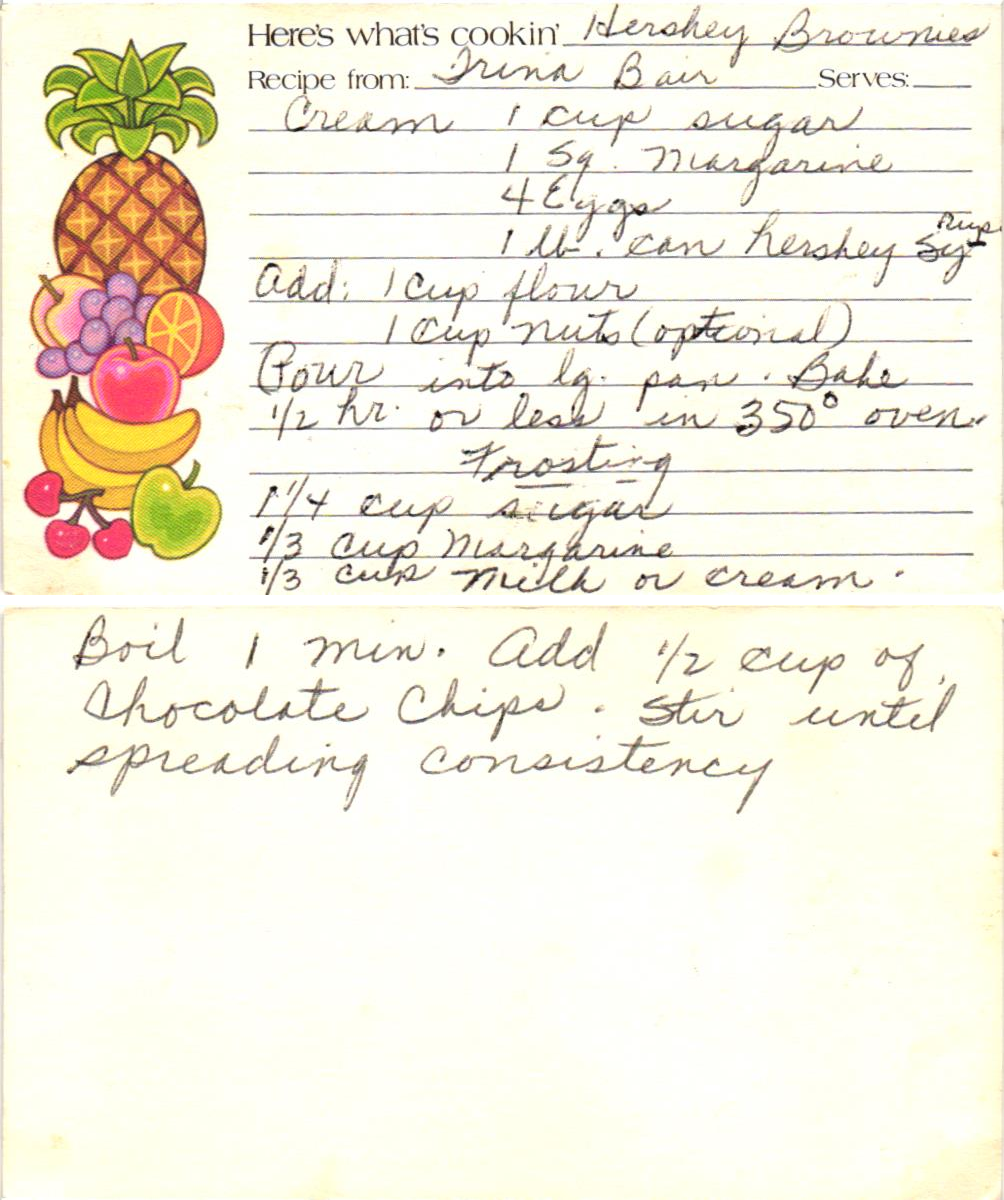 Here's what's cookin' Hershey Brownies
Recipe from: Trina Bair Serves:
Cream 1 cup sugar
1 Sq. Margarine
4 Eggs
1 lb. can hershey Syrup
Add: 1 cup flour
1 cup nuts (optional)
Pour into lg. pan. Bake
1/2 hr. or less in 350° oven.
Frosting
1 1/4 cup sugar
1/3 cup Margarine
1/3 cup Milk or cream.
Boil 1 min. Add 1/2 cup of
Chocolate Chips. Stir until
spreading consistency